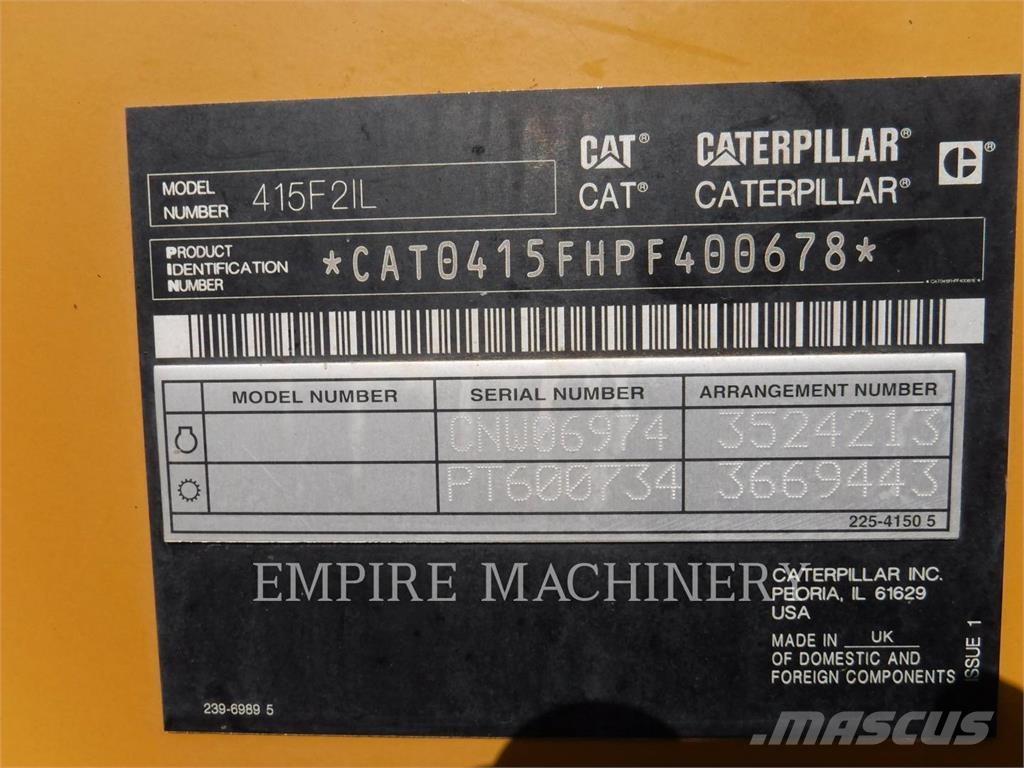 CAT® CATERPILLAR® ®
CAT® CATERPILLAR®
MODEL NUMBER 415F2IL
PRODUCT IDENTIFICATION NUMBER *CAT0415FHPF400678*
MODEL NUMBER SERIAL NUMBER ARRANGEMENT NUMBER
CNW06974 3524213
PT600734 3669443
225-4150 5
EMPIRE MACHINERY
CATERPILLAR INC.
PEORIA, IL 61629
USA
MADE IN UK
OF DOMESTIC AND
FOREIGN COMPONENTS
ISSUE 1
239-6989 5
MASCUS